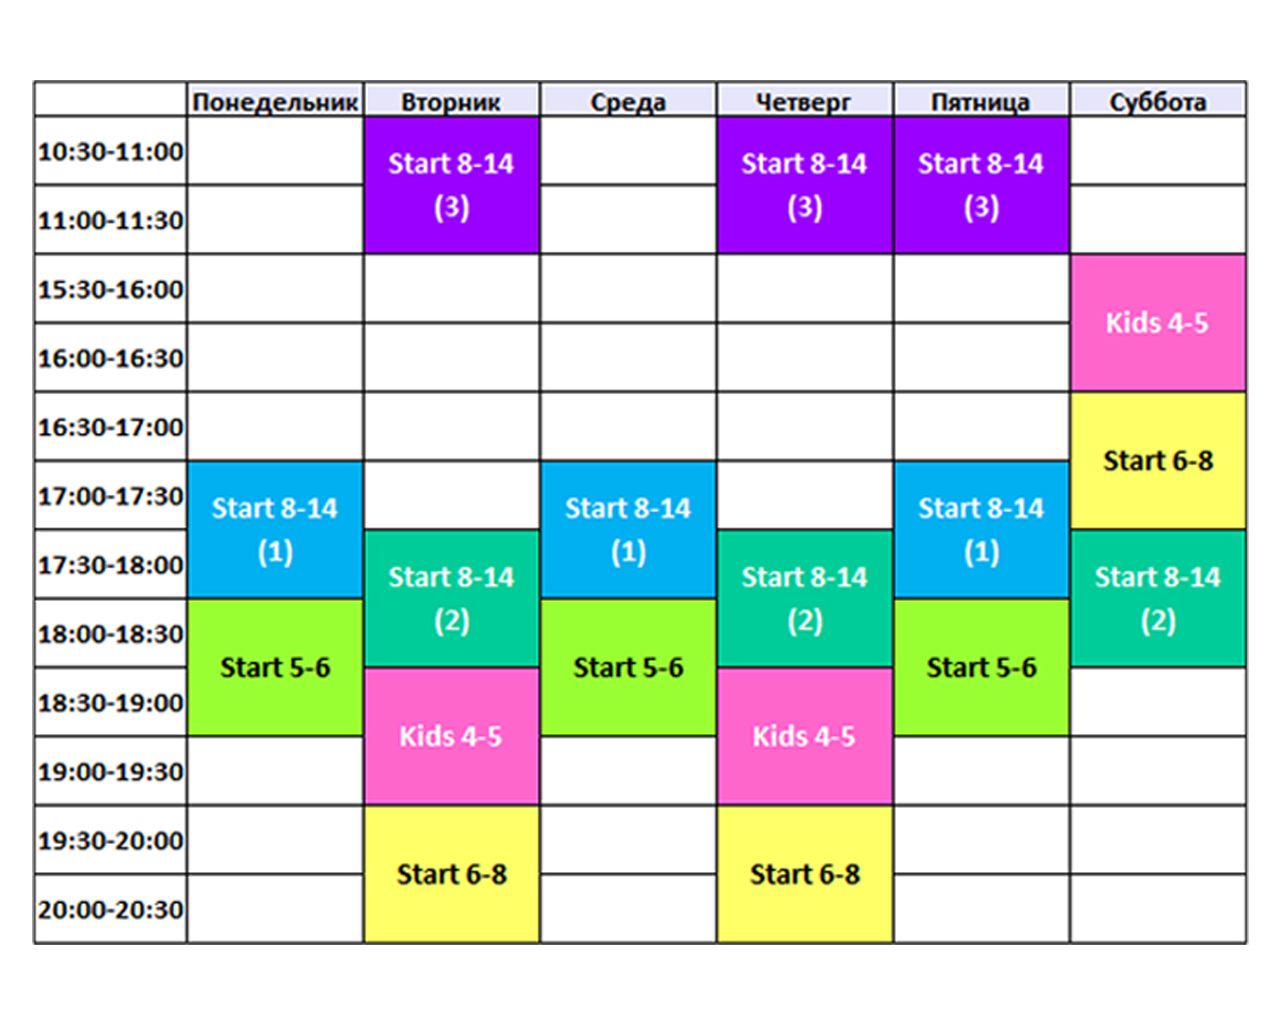 Понедельник Вторник Среда Четверг Пятница Суббота
10:30-11:00
Start 8-14 Start 8-14 Start 8-14
(3) (3) (3)
11:00-11:30
15:30-16:00
Kids 4-5
16:00-16:30
16:30-17:00
Start 6-8
17:00-17:30
Start 8-14 Start 8-14 Start 8-14
(1) (1) (1)
17:30-18:00
Start 8-14 Start 8-14 Start 8-14
(2) (2) (2)
18:00-18:30
Start 5-6 Start 5-6 Start 5-6
18:30-19:00
Kids 4-5 Kids 4-5
19:00-19:30
19:30-20:00
Start 6-8 Start 6-8
20:00-20:30